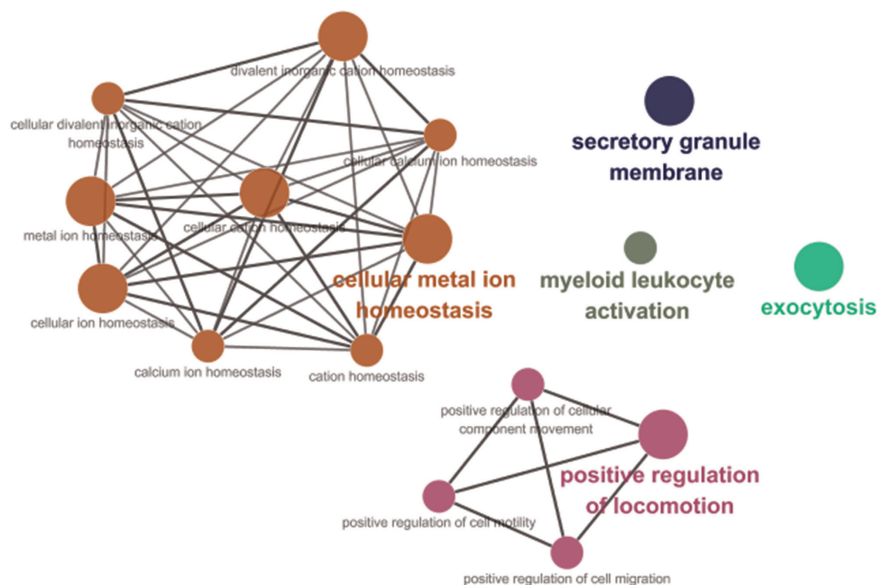 divalent inorganic cation homeostasis
cellular divalent inorganic cation
homeostasis
cellular calcium ion homeostasis
secretory granule
membrane
metal ion homeostasis
cellular cation homeostasis
cellular metal ion
homeostasis
myeloid leukocyte
activation
exocytosis
cellular ion homeostasis
calcium ion homeostasis
cation homeostasis
positive regulation of cellular
component movement
positive regulation
of locomotion
positive regulation of cell motility
positive regulation of cell migration